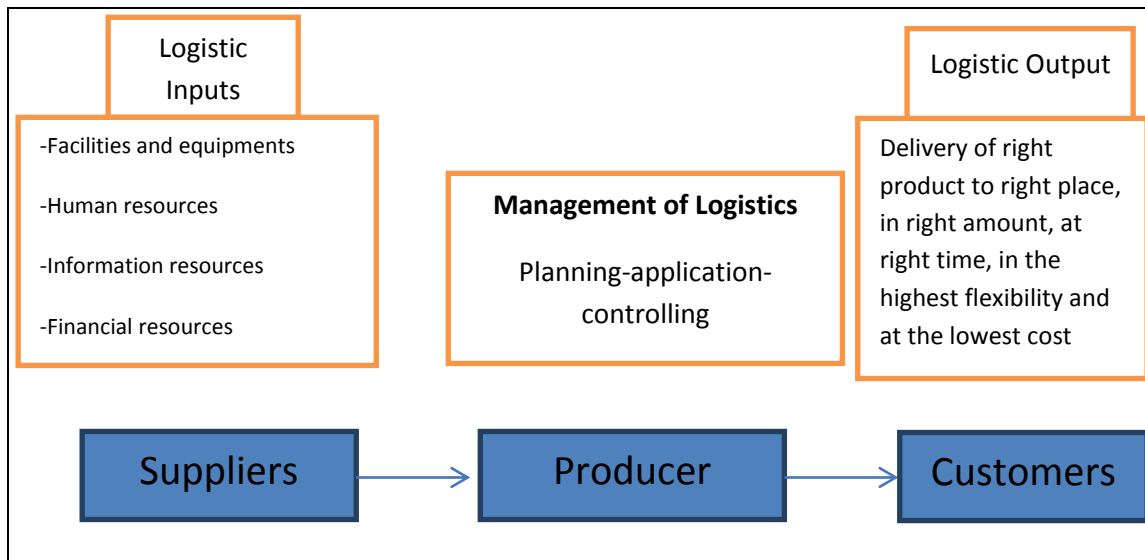 Logistic
Inputs
-Facilities and equipments
-Human resources
-Information resources
-Financial resources
Management of Logistics
Planning-application-
controlling
Logistic Output
Delivery of right
product to right place,
in right amount, at
right time, in the
highest flexibility and
at the lowest cost
Suppliers
Producer
Customers